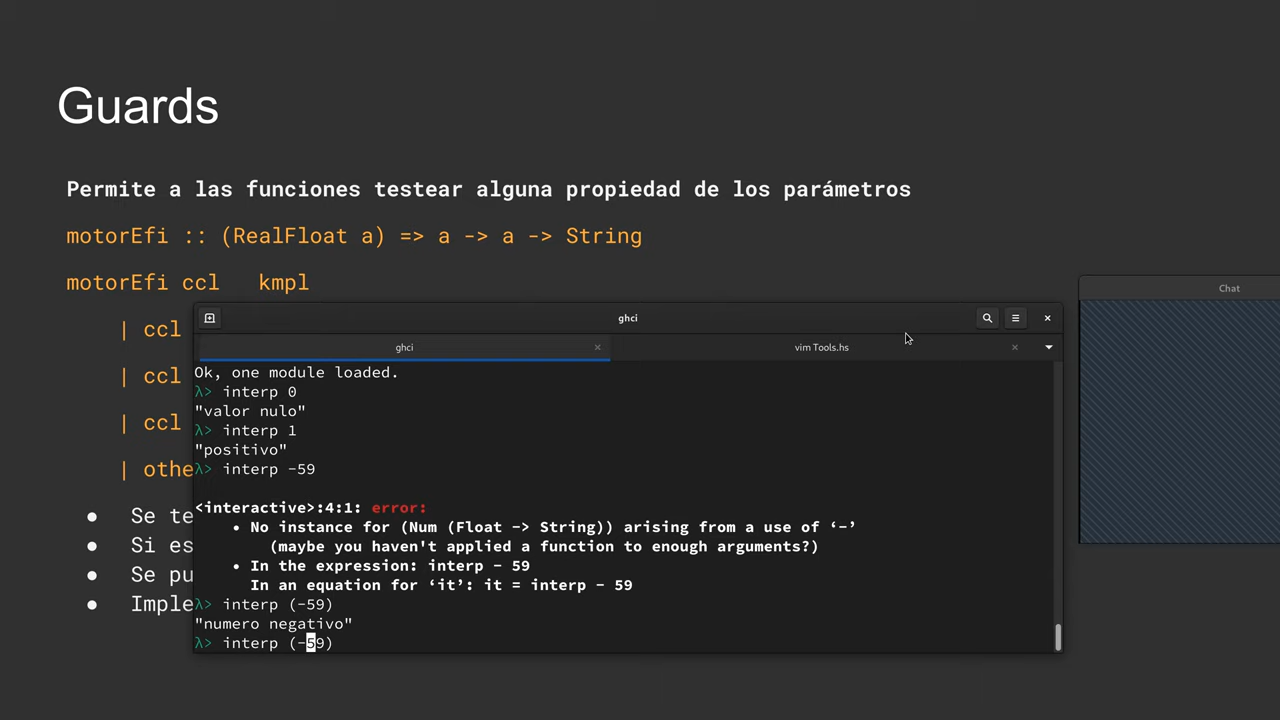 Guards
Permite a las funciones testear alguna propiedad de los parámetros
motorEfi :: (RealFloat a) => a -> a -> String
motorEfi ccl kmpl
| ccl
| ccl
| ccl
| othe
● Se te
● Si es
● Se pu
● Imple
ghci
ghci
vim Tools.hs
Ok, one module loaded.
λ> interp 0
"valor nulo"
λ> interp 1
"positivo"
λ> interp -59
<interactive>:4:1: error:
• No instance for (Num (Float -> String)) arising from a use of ‘-’
(maybe you haven't applied a function to enough arguments?)
• In the expression: interp - 59
In an equation for ‘it’: it = interp - 59
λ> interp (-59)
"numero negativo"
λ> interp (-59)
Chat